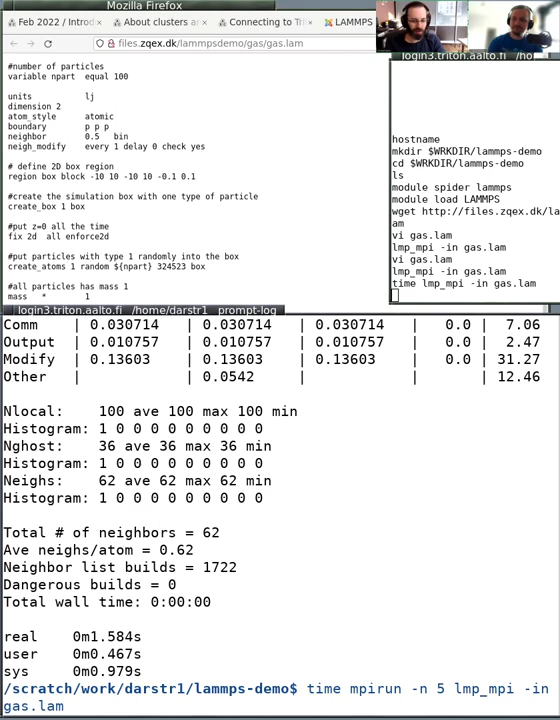 Mozilla Firefox
Feb 2022 / Introd
About clusters ar
Connecting to Tri
LAMMPS
files.zqex.dk/lammpsdemo/gas/gas.lam
#number of particles
variable npart equal 100
units lj
dimension 2
atom_style atomic
boundary p p p
neighbor 0.5 bin
neigh_modify every 1 delay 0 check yes
# define 2D box region
region box block -10 10 -10 10 -0.1 0.1
#create the simulation box with one type of particle
create_box 1 box
#put z=0 all the time
fix 2d all enforce2d
#put particles with type 1 randomly into the box
create_atoms 1 random ${npart} 324523 box
#all particles has mass 1
mass * 1
login3.triton.aalto.fi /ho
hostname
mkdir $WRKDIR/lammps-demo
cd $WRKDIR/lammps-demo
ls
module spider lammps
module load LAMMPS
wget http://files.zqex.dk/la
am
vi gas.lam
lmp_mpi -in gas.lam
vi gas.lam
lmp_mpi -in gas.lam
time lmp_mpi -in gas.lam
login3.triton.aalto.fi /home/darstr1 prompt-log
Comm | 0.030714 | 0.030714 | 0.030714 | 0.0 | 7.06
Output | 0.010757 | 0.010757 | 0.010757 | 0.0 | 2.47
Modify | 0.13603 | 0.13603 | 0.13603 | 0.0 | 31.27
Other | | 0.0542 | | | 12.46
Nlocal: 100 ave 100 max 100 min
Histogram: 1 0 0 0 0 0 0 0 0 0
Nghost: 36 ave 36 max 36 min
Histogram: 1 0 0 0 0 0 0 0 0 0
Neighs: 62 ave 62 max 62 min
Histogram: 1 0 0 0 0 0 0 0 0 0
Total # of neighbors = 62
Ave neighs/atom = 0.62
Neighbor list builds = 1722
Dangerous builds = 0
Total wall time: 0:00:00
real 0m1.584s
user 0m0.467s
sys 0m0.979s
/scratch/work/darstr1/lammps-demo$ time mpirun -n 5 lmp_mpi -in
gas.lam